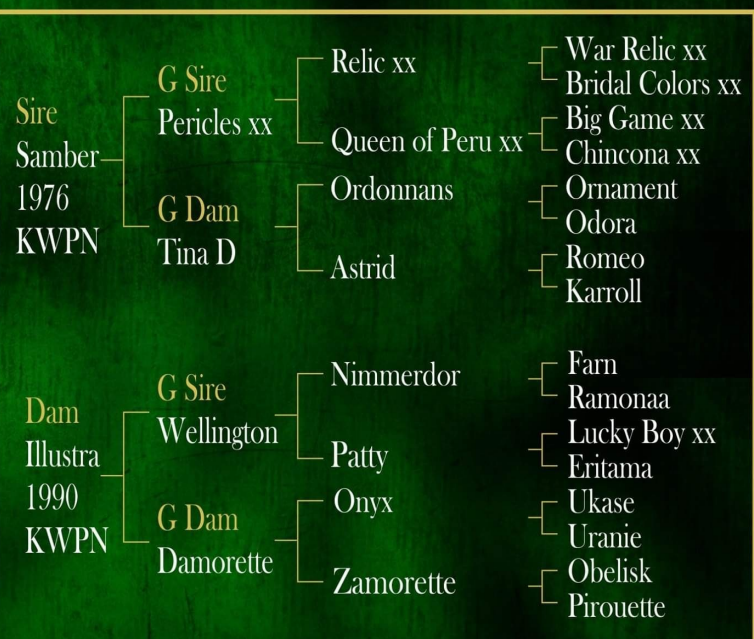 Sire
Samber
1976
KWPN
G Sire
Pericles xx
G Dam
Tina D
Relic xx
Queen of Peru xx
Ordonnans
Astrid
War Relic xx
Bridal Colors xx
Big Game xx
Chincona xx
Ornament
Odora
Romeo
Karroll
Dam
Illustra
1990
KWPN
G Sire
Wellington
G Dam
Damorette
Nimmerdor
Patty
Onyx
Zamorette
Farn
Ramonaa
Lucky Boy xx
Eritama
Ukase
Uranie
Obelisk
Pirouette